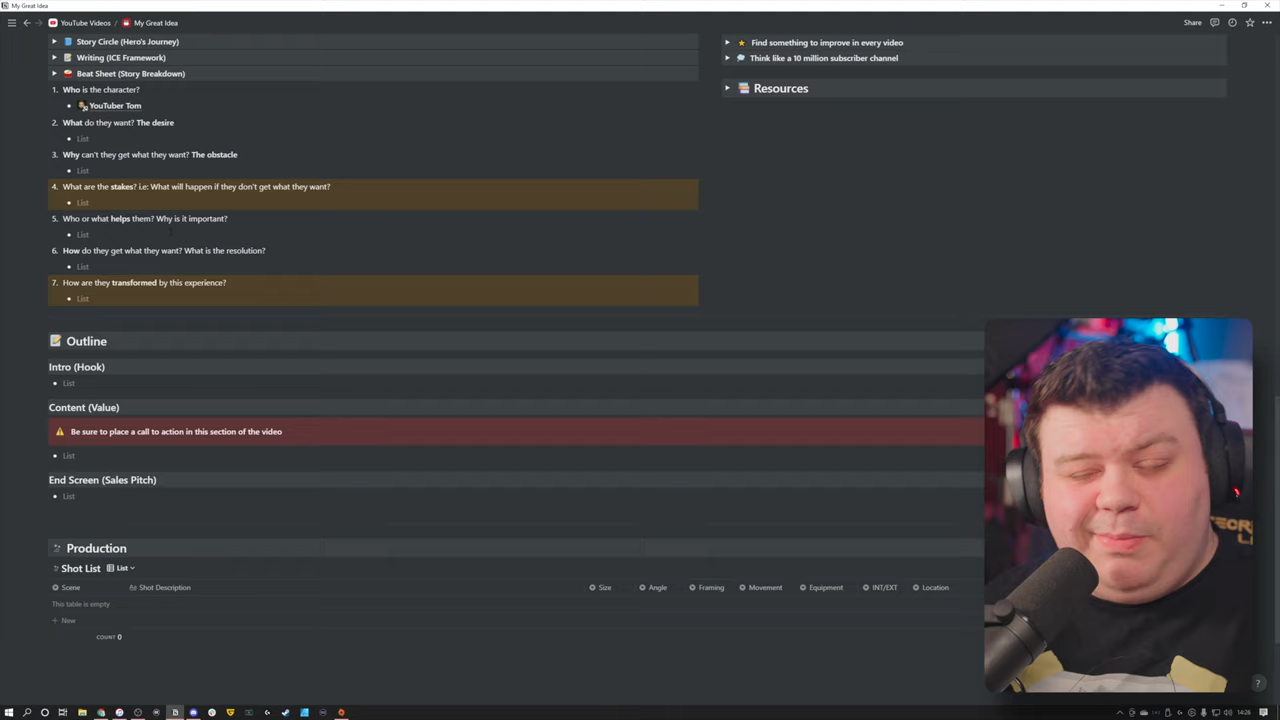 My Great Idea
YouTube Videos / My Great Idea
Share
Story Circle (Hero's Journey)
Writing (ICE Framework)
Beat Sheet (Story Breakdown)
1. Who is the character?
YouTuber Tom
2. What do they want? The desire
List
3. Why can't they get what they want? The obstacle
List
4. What are the stakes? i.e: What will happen if they don't get what they want?
List
5. Who or what helps them? Why is it important?
List
6. How do they get what they want? What is the resolution?
List
7. How are they transformed by this experience?
List
Find something to improve in every video
Think like a 10 million subscriber channel
Resources
Outline
Intro (Hook)
List
Content (Value)
Be sure to place a call to action in this section of the video
List
End Screen (Sales Pitch)
List
Production
Shot List List
Scene Shot Description Size Angle Framing Movement Equipment INT/EXT Location
This table is empty
+ New
COUNT 0
?
14:26